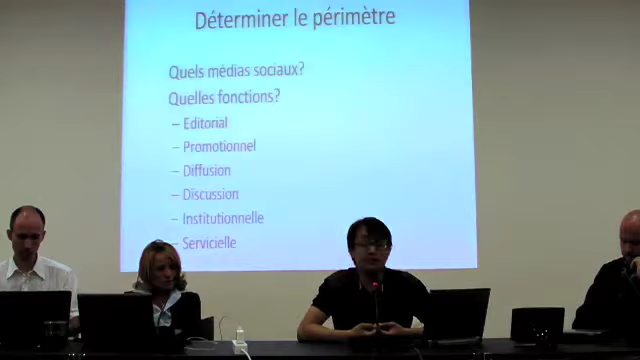 Déterminer le périmètre
Quels médias sociaux?
Quelles fonctions?
– Editorial
– Promotionnel
– Diffusion
– Discussion
– Institutionnelle
– Servicielle